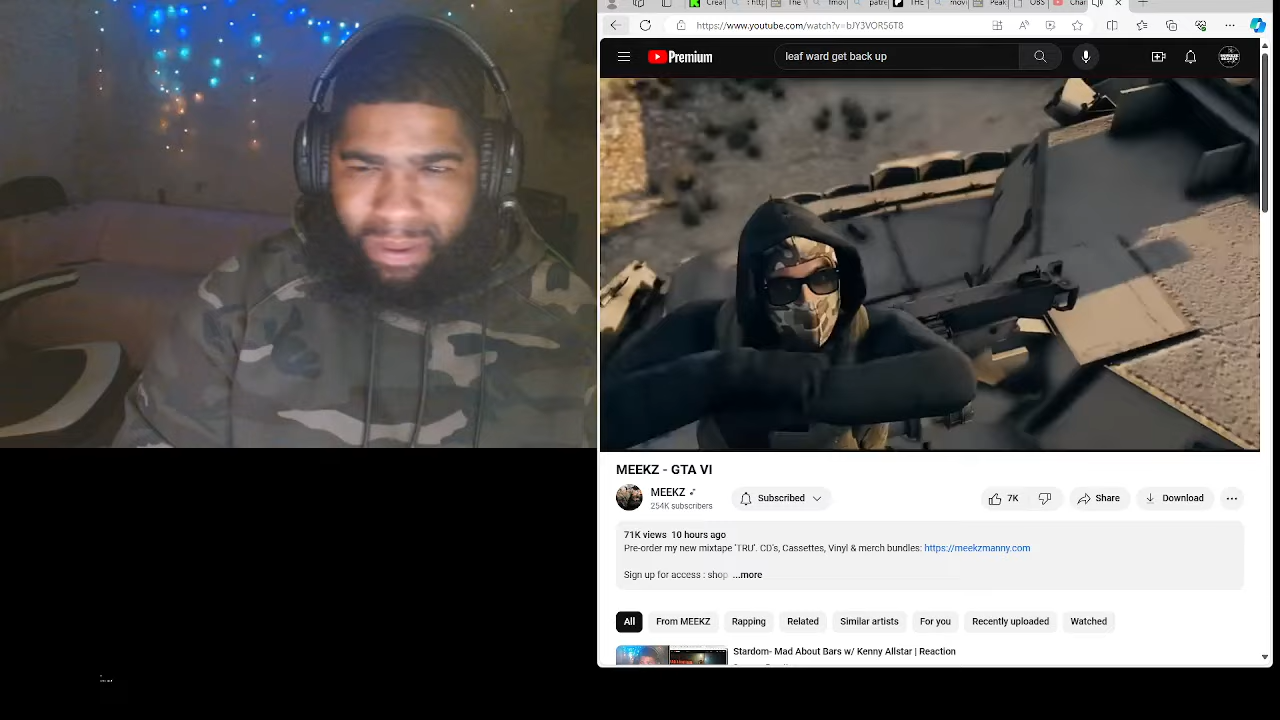 https://www.youtube.com/watch?v=bJY3VOR56T8
Premium
leaf ward get back up
MEEKZ - GTA VI
MEEKZ
254K subscribers
Subscribed
7K
Share
Download
71K views 10 hours ago
Pre-order my new mixtape 'TRU'. CD's, Cassettes, Vinyl & merch bundles: https://meekzmanny.com
Sign up for access : shop ...more
All
From MEEKZ
Rapping
Related
Similar artists
For you
Recently uploaded
Watched
Stardom- Mad About Bars w/ Kenny Allstar | Reaction